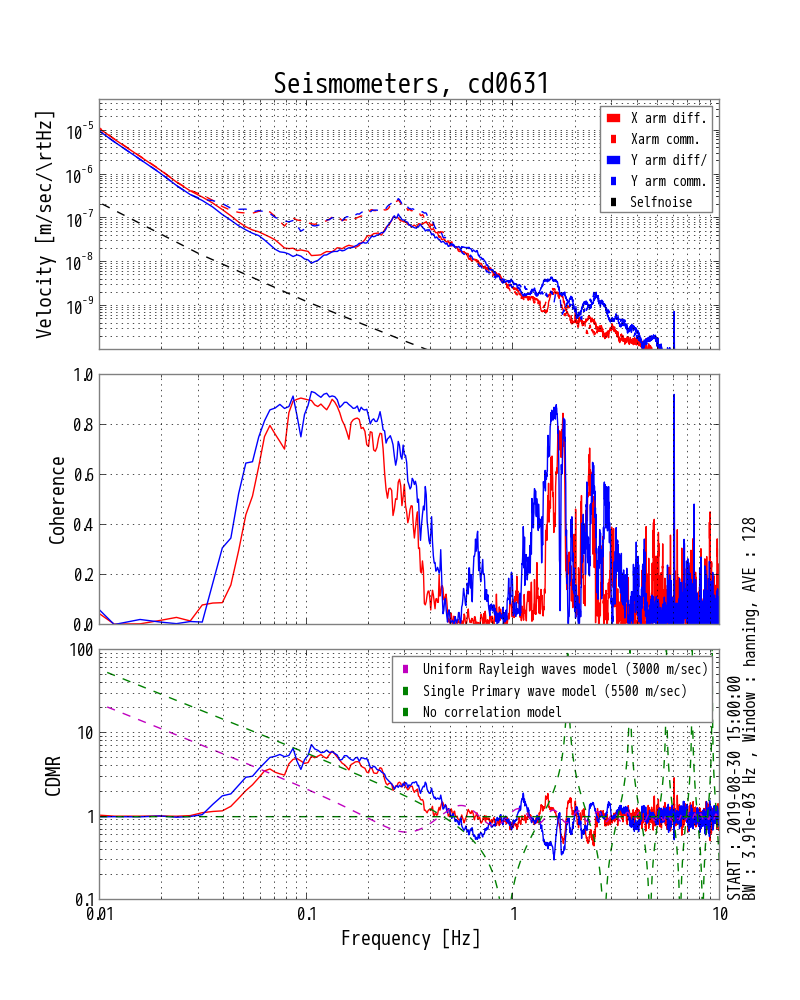 Seismometers, cd0631
Velocity [m/sec/\rtHz]
10-5
10-6
10-7
10-8
10-9
X arm diff.
Xarm comm.
Y arm diff/
Y arm comm.
Selfnoise
Coherence
1.0
0.8
0.6
0.4
0.2
0.0
CDMR
100
10
1
0.1
Uniform Rayleigh waves model (3000 m/sec)
Single Primary wave model (5500 m/sec)
No correlation model
0.01
0.1
1
10
Frequency [Hz]
START : 2019-08-30 15:00:00
BW : 3.91e-03 Hz , Window : hanning, AVE : 128